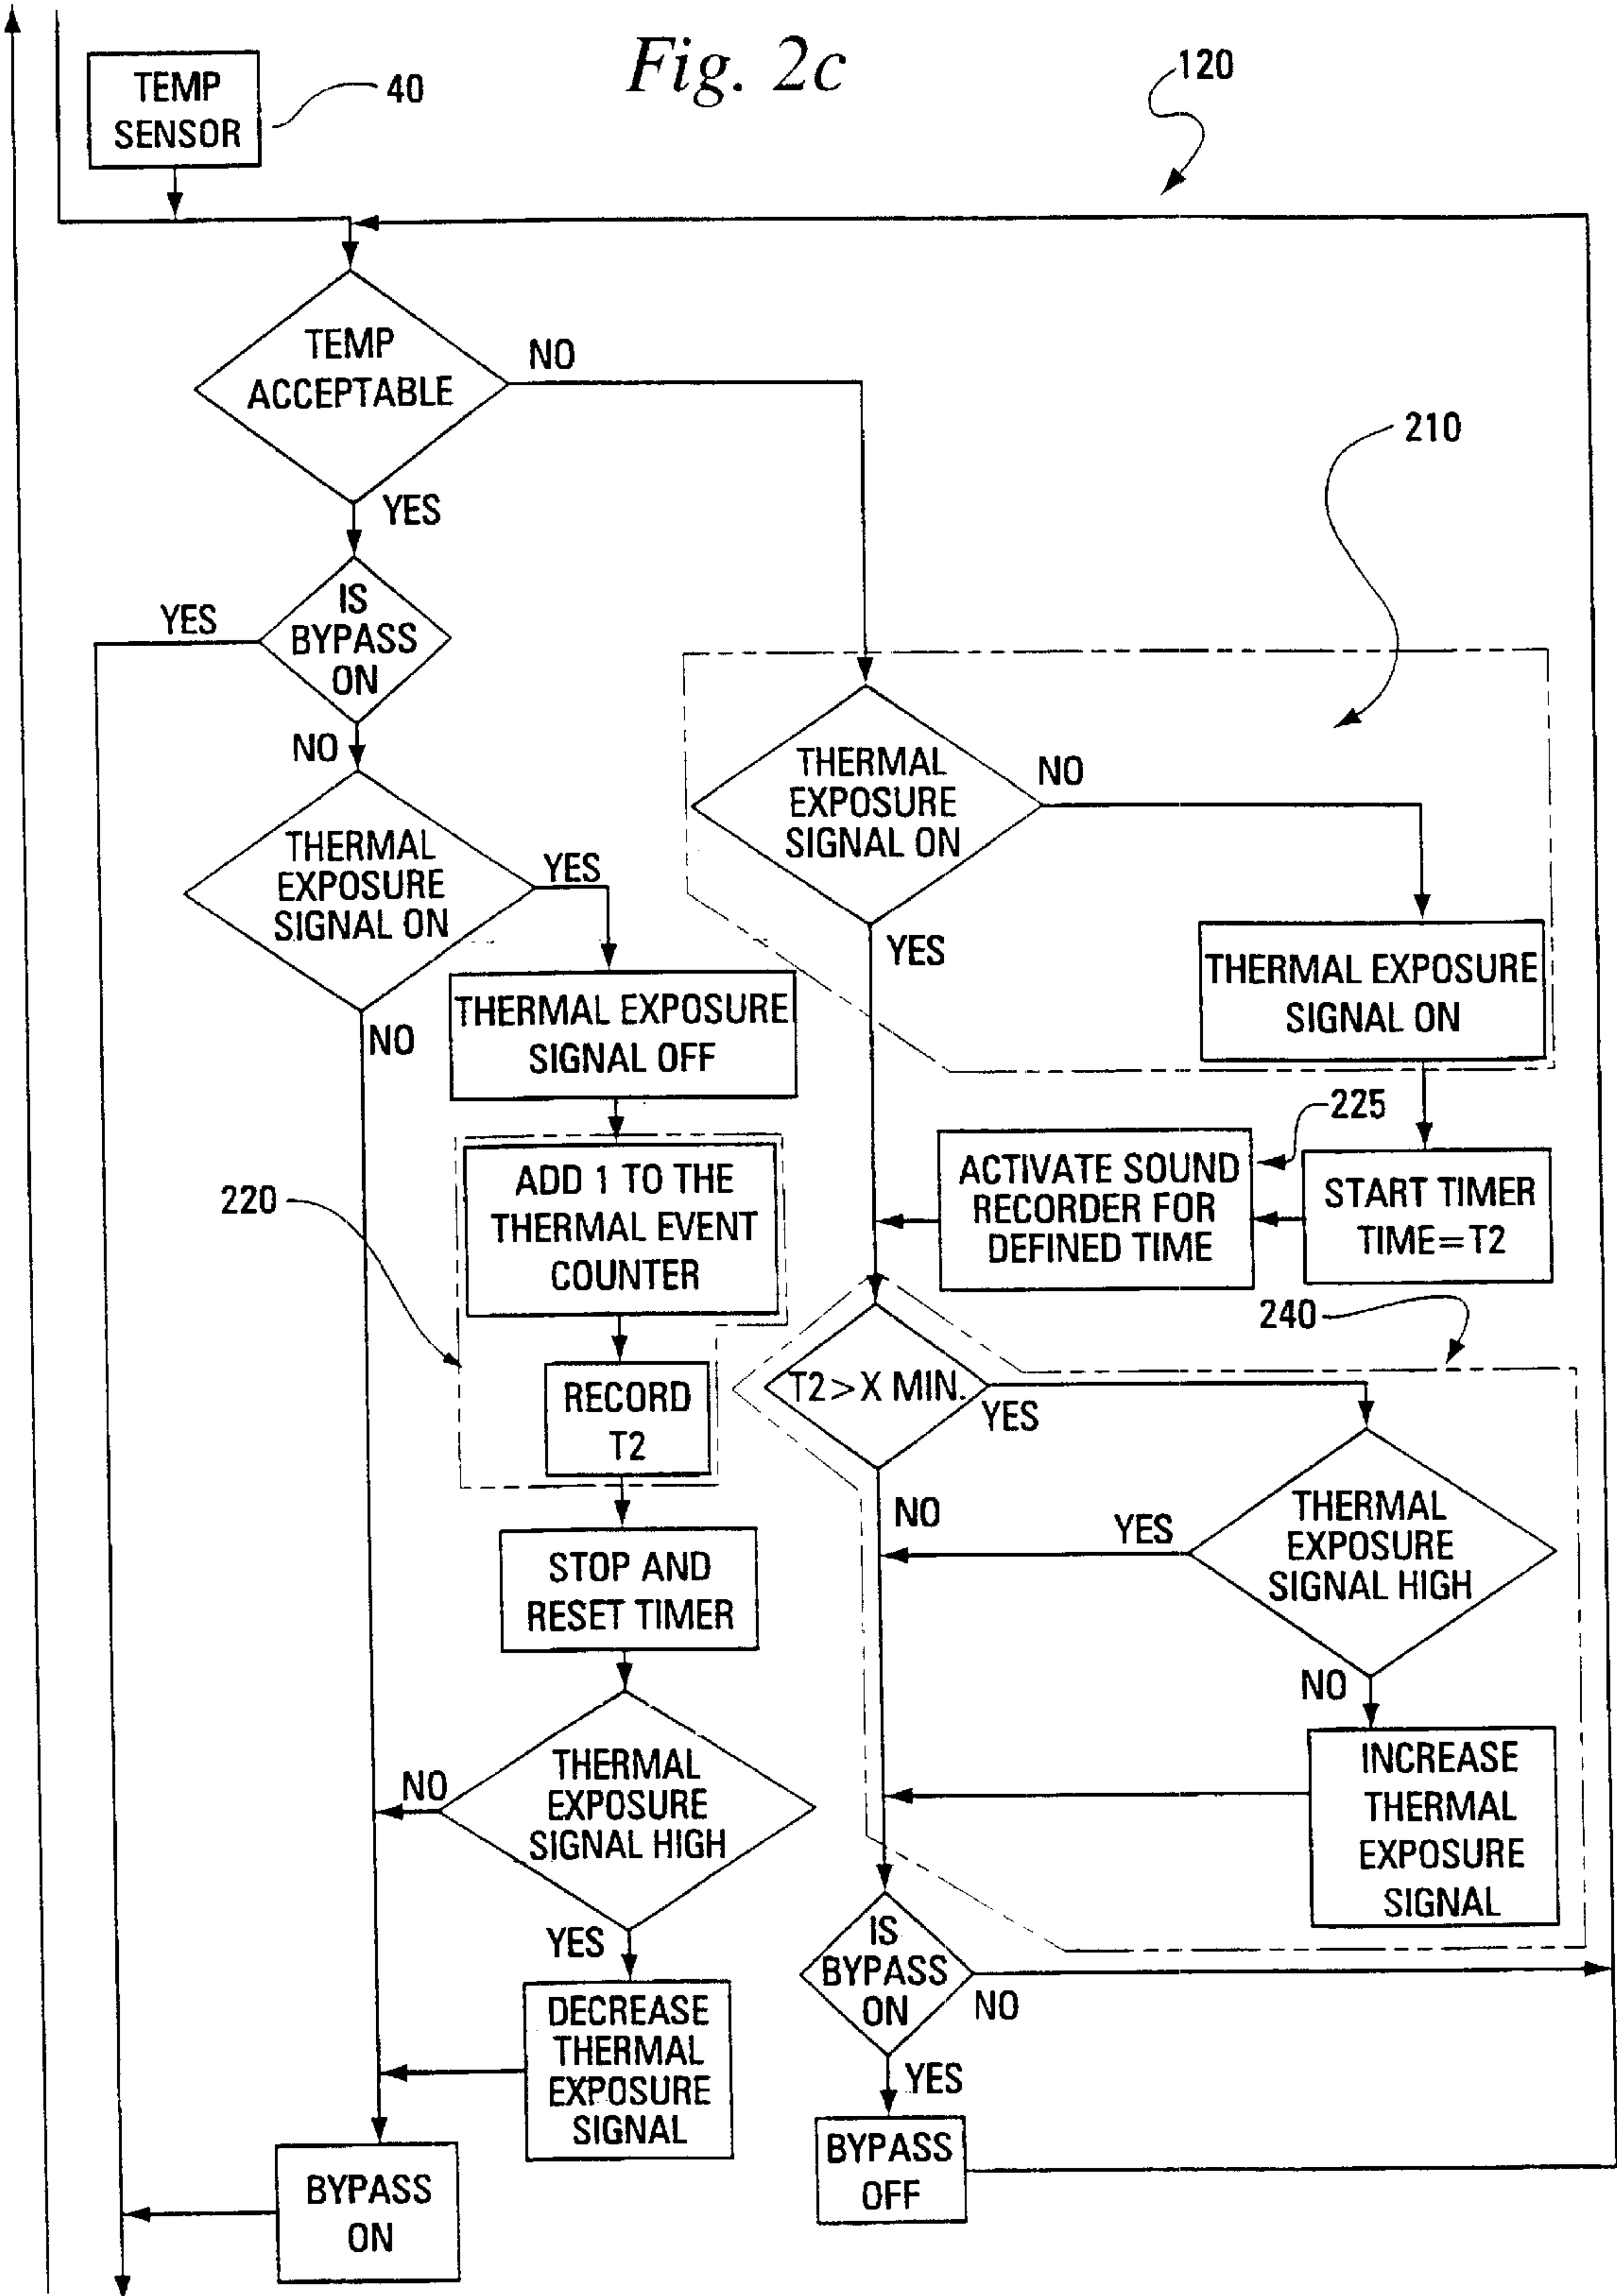 Fig. 2c
120
TEMP
SENSOR
40
TEMP
ACCEPTABLE
NO
YES
210
IS
BYPASS
ON
YES
NO
THERMAL
EXPOSURE
SIGNAL ON
NO
YES
THERMAL EXPOSURE
SIGNAL ON
THERMAL
EXPOSURE
SIGNAL ON
YES
NO
THERMAL EXPOSURE
SIGNAL OFF
225
ACTIVATE SOUND
RECORDER FOR
DEFINED TIME
START TIMER
TIME=T2
220
ADD 1 TO THE
THERMAL EVENT
COUNTER
RECORD
T2
240
T2>X MIN.
YES
NO
THERMAL
EXPOSURE
SIGNAL HIGH
YES
NO
STOP AND
RESET TIMER
THERMAL
EXPOSURE
SIGNAL HIGH
NO
YES
INCREASE
THERMAL
EXPOSURE
SIGNAL
IS
BYPASS
ON
NO
YES
DECREASE
THERMAL
EXPOSURE
SIGNAL
BYPASS
OFF
BYPASS
ON